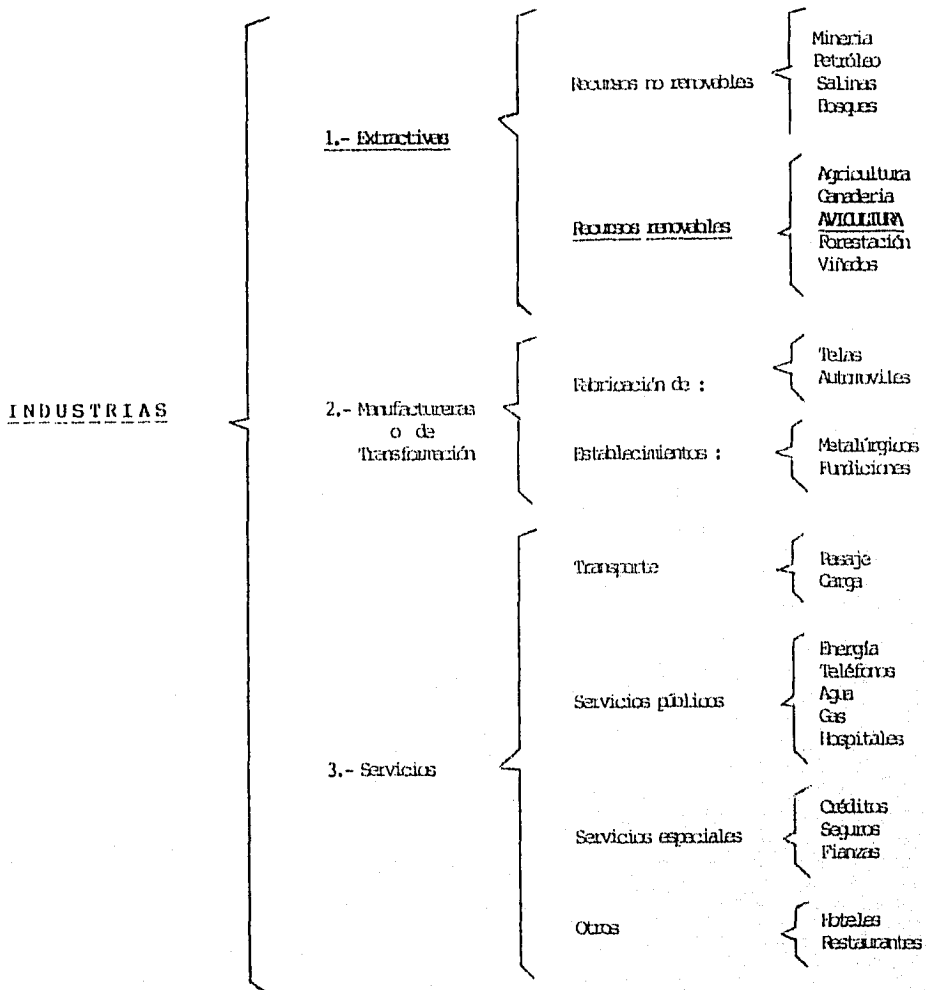 INDUSTRIAS
1.- Extractivas
Recursos no renovables
Mineria
Petróleo
Salinas
Bosques
Recursos renovables
Agricultura
Ganaderia
AVICULTURA
Forestación
Viñedos
2.- Manufactureras
o de
Transformación
Fabricación de :
Telas
Automoviles
Establecimientos :
Metalúrgicos
Fundiciones
3.- Servicios
Transporte
Pasaje
Carga
Servicios públicos
Energía
Teléfonos
Agua
Gas
Hospitales
Servicios especiales
Créditos
Seguros
Fianzas
Otros
Hoteles
Restaurantes